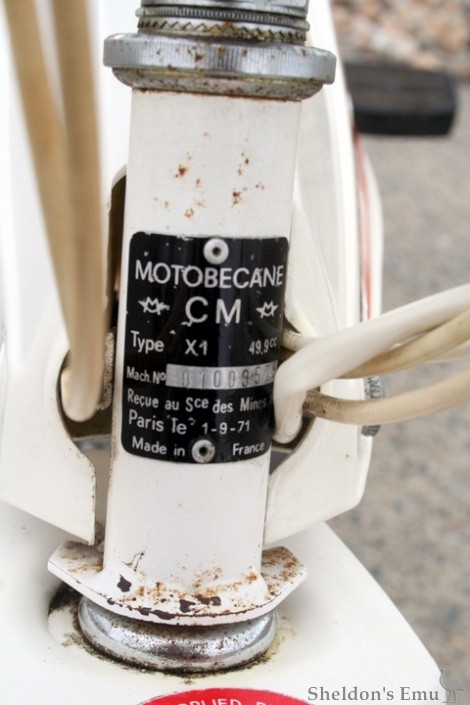 MOTOBECANE
CM
Type X1 49,9cc
Mach. No
Reçue au Sce des Mines
Paris le 1-9-71
Made in France
SUPPLIED
Sheldon's Emu